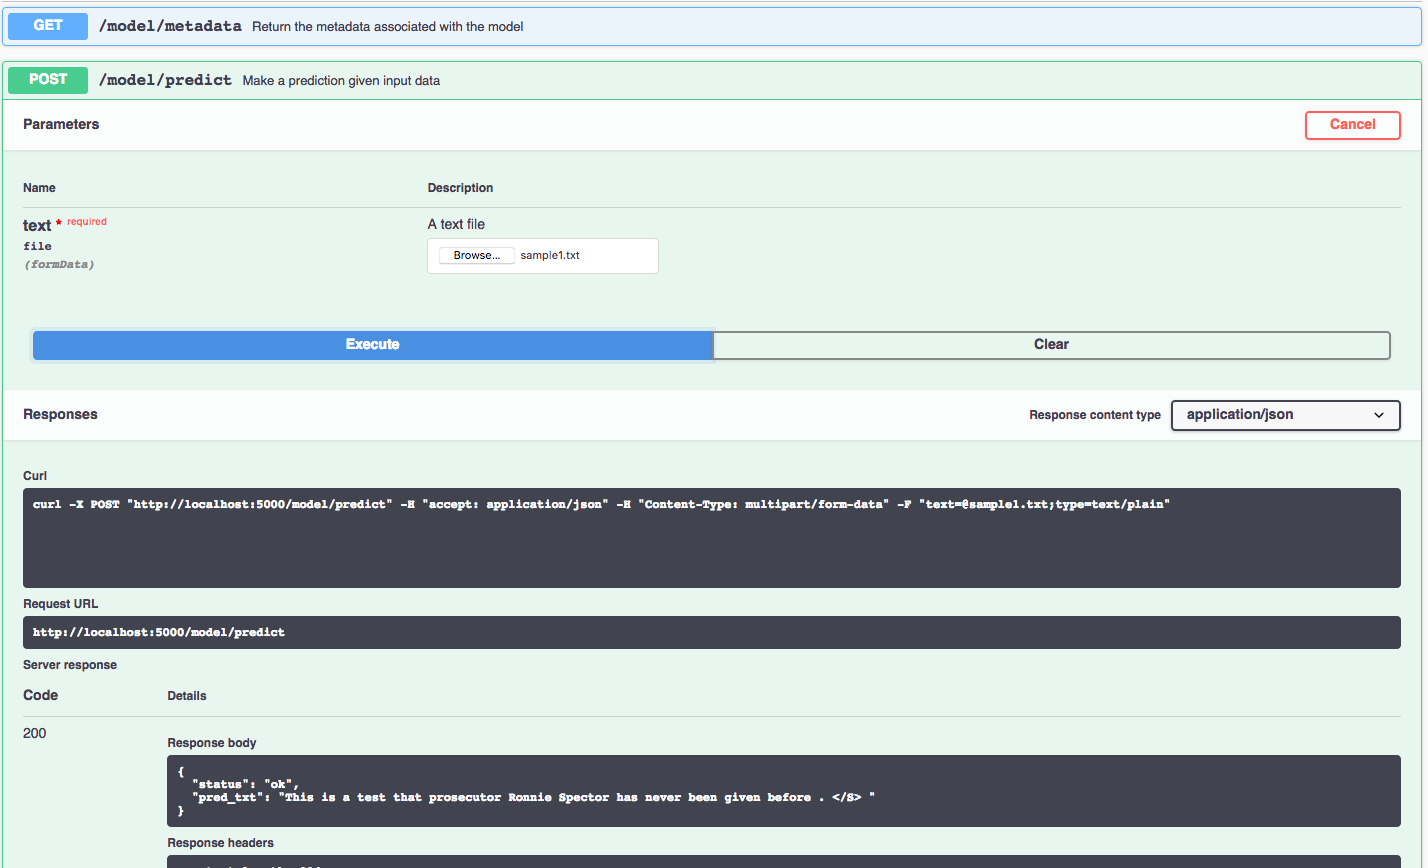 GET /model/metadata Return the metadata associated with the model
POST /model/predict Make a prediction given input data
Parameters Cancel
Name Description
text * required A text file
file Browse... sample1.txt
(formData)
Execute Clear
Responses Response content type application/json
Curl
curl -X POST "http://localhost:5000/model/predict" -H "accept: application/json" -H "Content-Type: multipart/form-data" -F "text=@sample1.txt;type=text/plain"
Request URL
http://localhost:5000/model/predict
Server response
Code Details
200
Response body
{
"status": "ok",
"pred_txt": "This is a test that prosecutor Ronnie Spector has never been given before . </S> "
}
Response headers